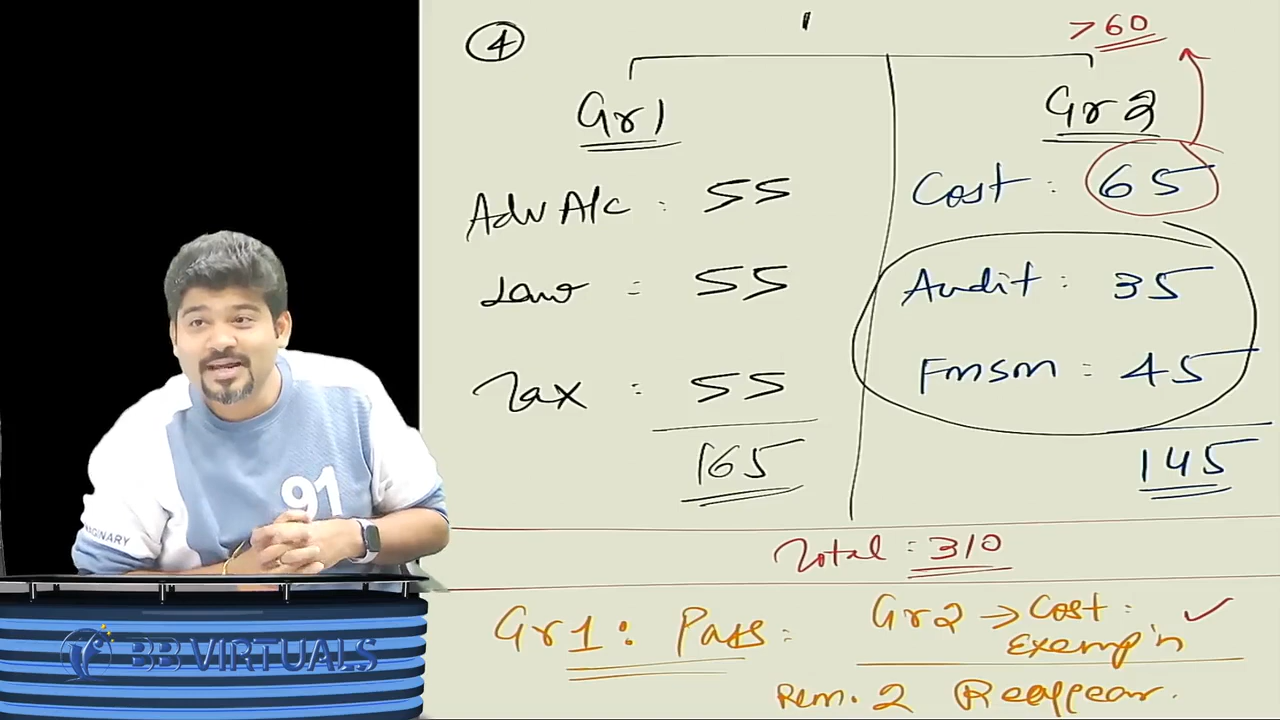 4
>60
Gr1
Gr2
Adv A/c : 55
Cost : 65
Law = 55
Audit : 35
Tax : 55
Fmsm : 45
165
145
Total : 310
Gr1 : Pass :
Gr2 → Cost : ✓
Exemp'n
Rem. 2 Reappear.
91
MAGINARY
BB VIRTUALS